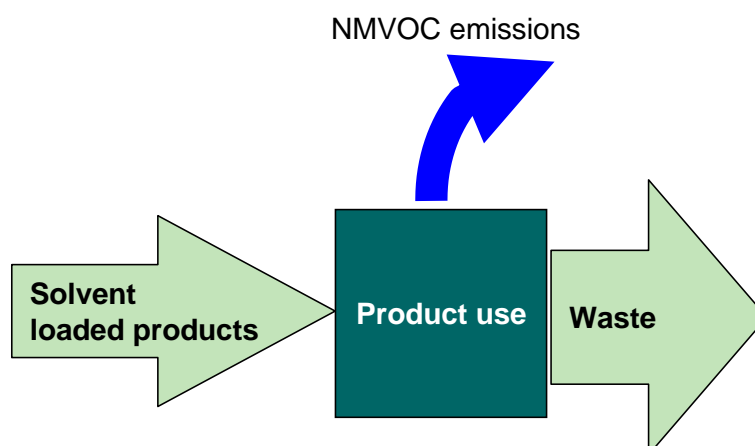 NMVOC emissions
Solvent
loaded products
Product use
Waste